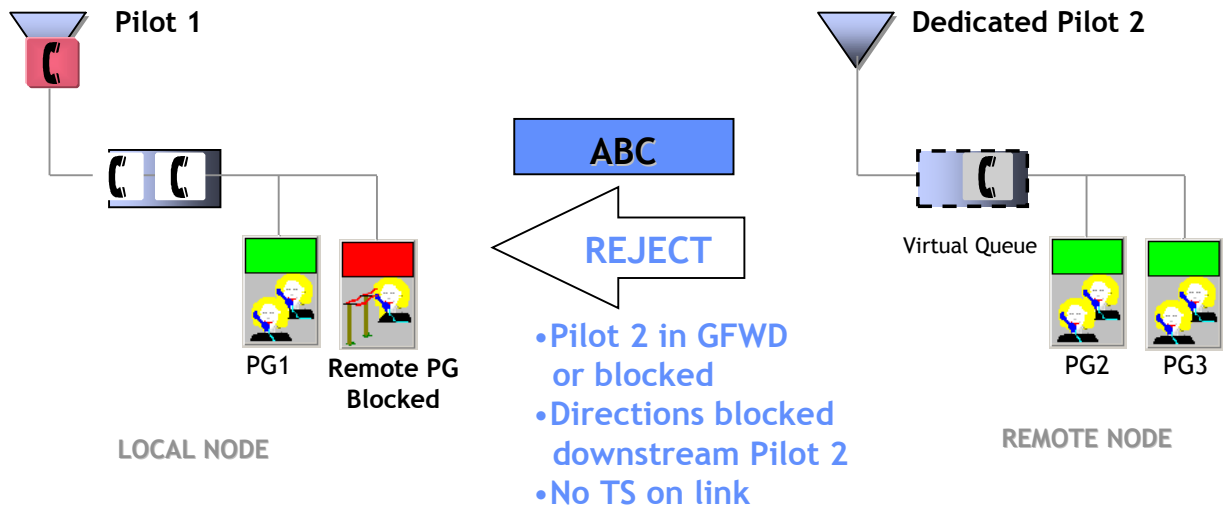 Pilot 1
Dedicated Pilot 2
ABC
REJECT
Virtual Queue
•Pilot 2 in GFWD
or blocked
•Directions blocked
downstream Pilot 2
•No TS on link
PG1
Remote PG
Blocked
PG2
PG3
LOCAL NODE
REMOTE NODE